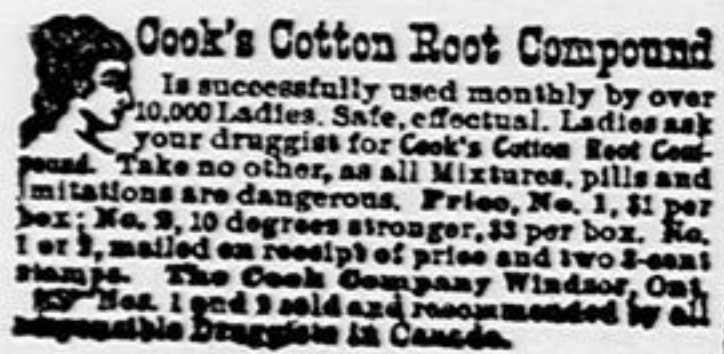 Cook's Cotton Root Compound
Is successfully used monthly by over
10,000 Ladies. Safe, effectual. Ladies ask
your druggist for Cook's Cotton Root Com-
pound. Take no other, as all Mixtures, pills and
imitations are dangerous. Price, No. 1, $1 per
box; No. 2, 10 degrees stronger, $3 per box. No.
1 or 2, mailed on receipt of price and two 3-cent
stamps. The Cook Company Windsor, Ont.
Nos. 1 and 2 sold and recommended by all
responsible Druggists in Canada.